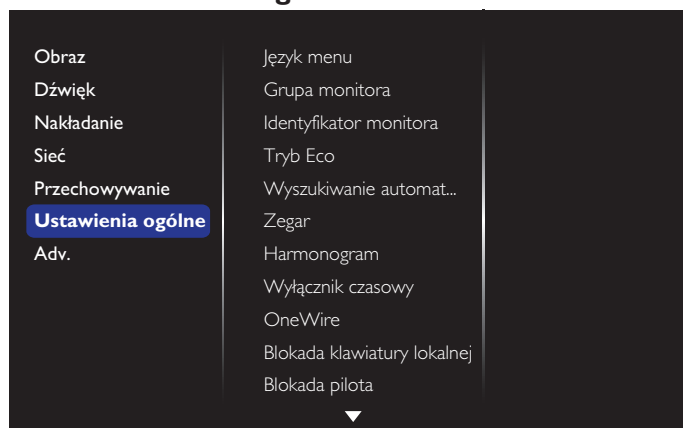 Obraz
Dźwięk
Nakładanie
Sieć
Przechowywanie
Ustawienia ogólne
Adv.
Język menu
Grupa monitora
Identyfikator monitora
Tryb Eco
Wyszukiwanie automat...
Zegar
Harmonogram
Wyłącznik czasowy
OneWire
Blokada klawiatury lokalnej
Blokada pilota